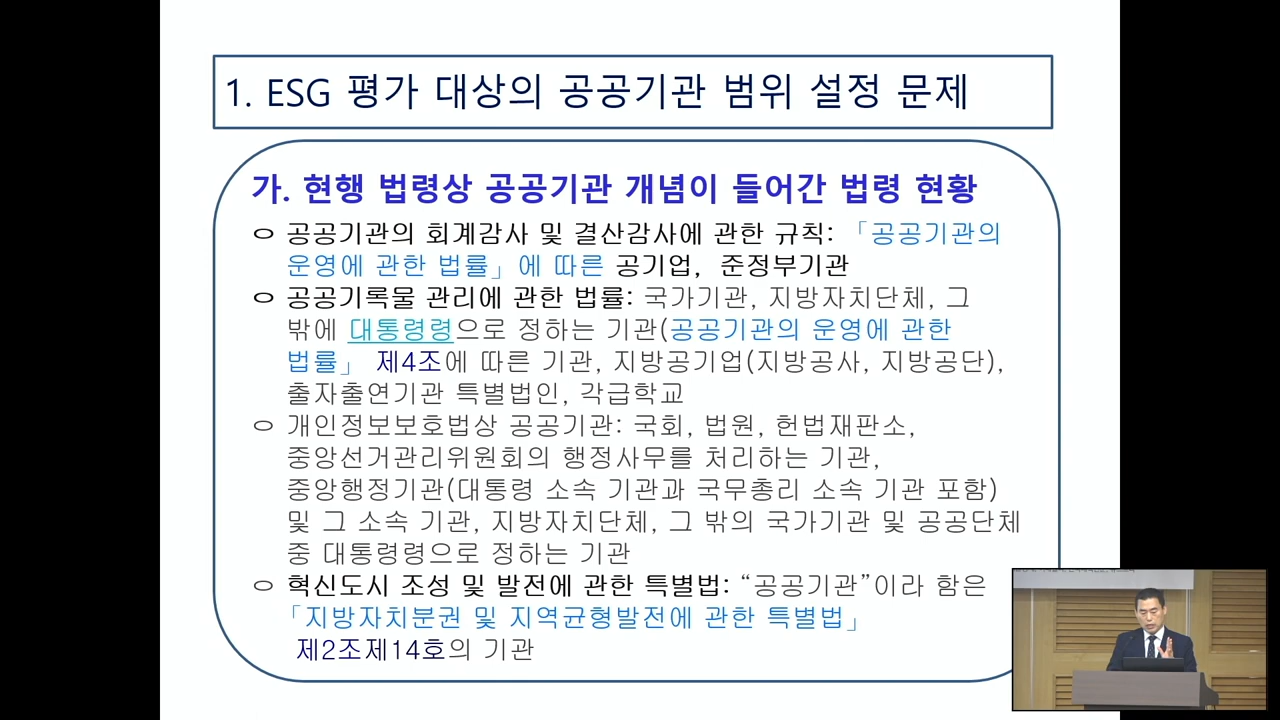 1. ESG 평가 대상의 공공기관 범위 설정 문제
가. 현행 법령상 공공기관 개념이 들어간 법령 현황
ㅇ 공공기관의 회계감사 및 결산감사에 관한 규칙: 「공공기관의
운영에 관한 법률」에 따른 공기업, 준정부기관
ㅇ 공공기록물 관리에 관한 법률: 국가기관, 지방자치단체, 그
밖에 대통령령으로 정하는 기관(공공기관의 운영에 관한
법률」 제4조에 따른 기관, 지방공기업(지방공사, 지방공단),
출자출연기관 특별법인, 각급학교
ㅇ 개인정보보호법상 공공기관: 국회, 법원, 헌법재판소,
중앙선거관리위원회의 행정사무를 처리하는 기관,
중앙행정기관(대통령 소속 기관과 국무총리 소속 기관 포함)
및 그 소속 기관, 지방자치단체, 그 밖의 국가기관 및 공공단체
중 대통령령으로 정하는 기관
ㅇ 혁신도시 조성 및 발전에 관한 특별법: “공공기관”이라 함은
「지방자치분권 및 지역균형발전에 관한 특별법」
제2조제14호의 기관